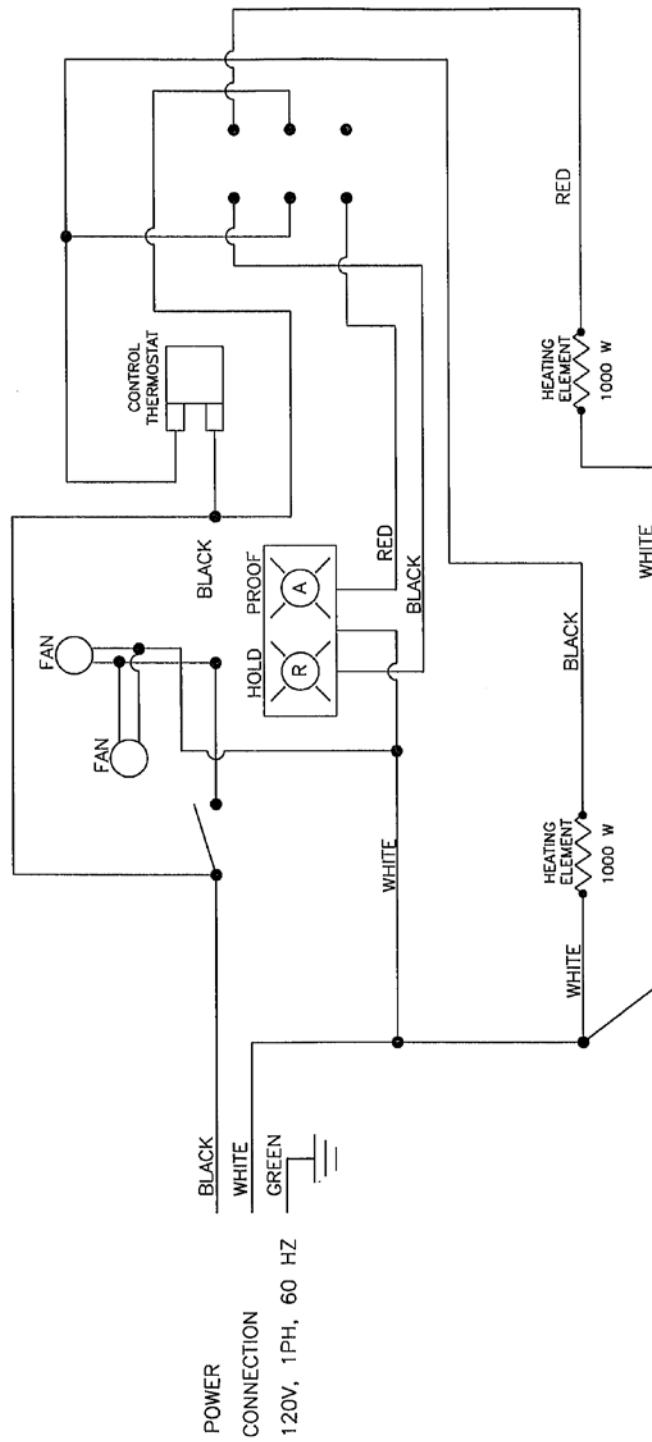 POWER
CONNECTION
120V, 1PH, 60 HZ
BLACK
WHITE
GREEN
FAN
FAN
BLACK
CONTROL
THERMOSTAT
HOLD
PROOF
R
A
RED
BLACK
WHITE
WHITE
HEATING
ELEMENT
1000 W
BLACK
HEATING
ELEMENT
1000 W
RED
WHITE